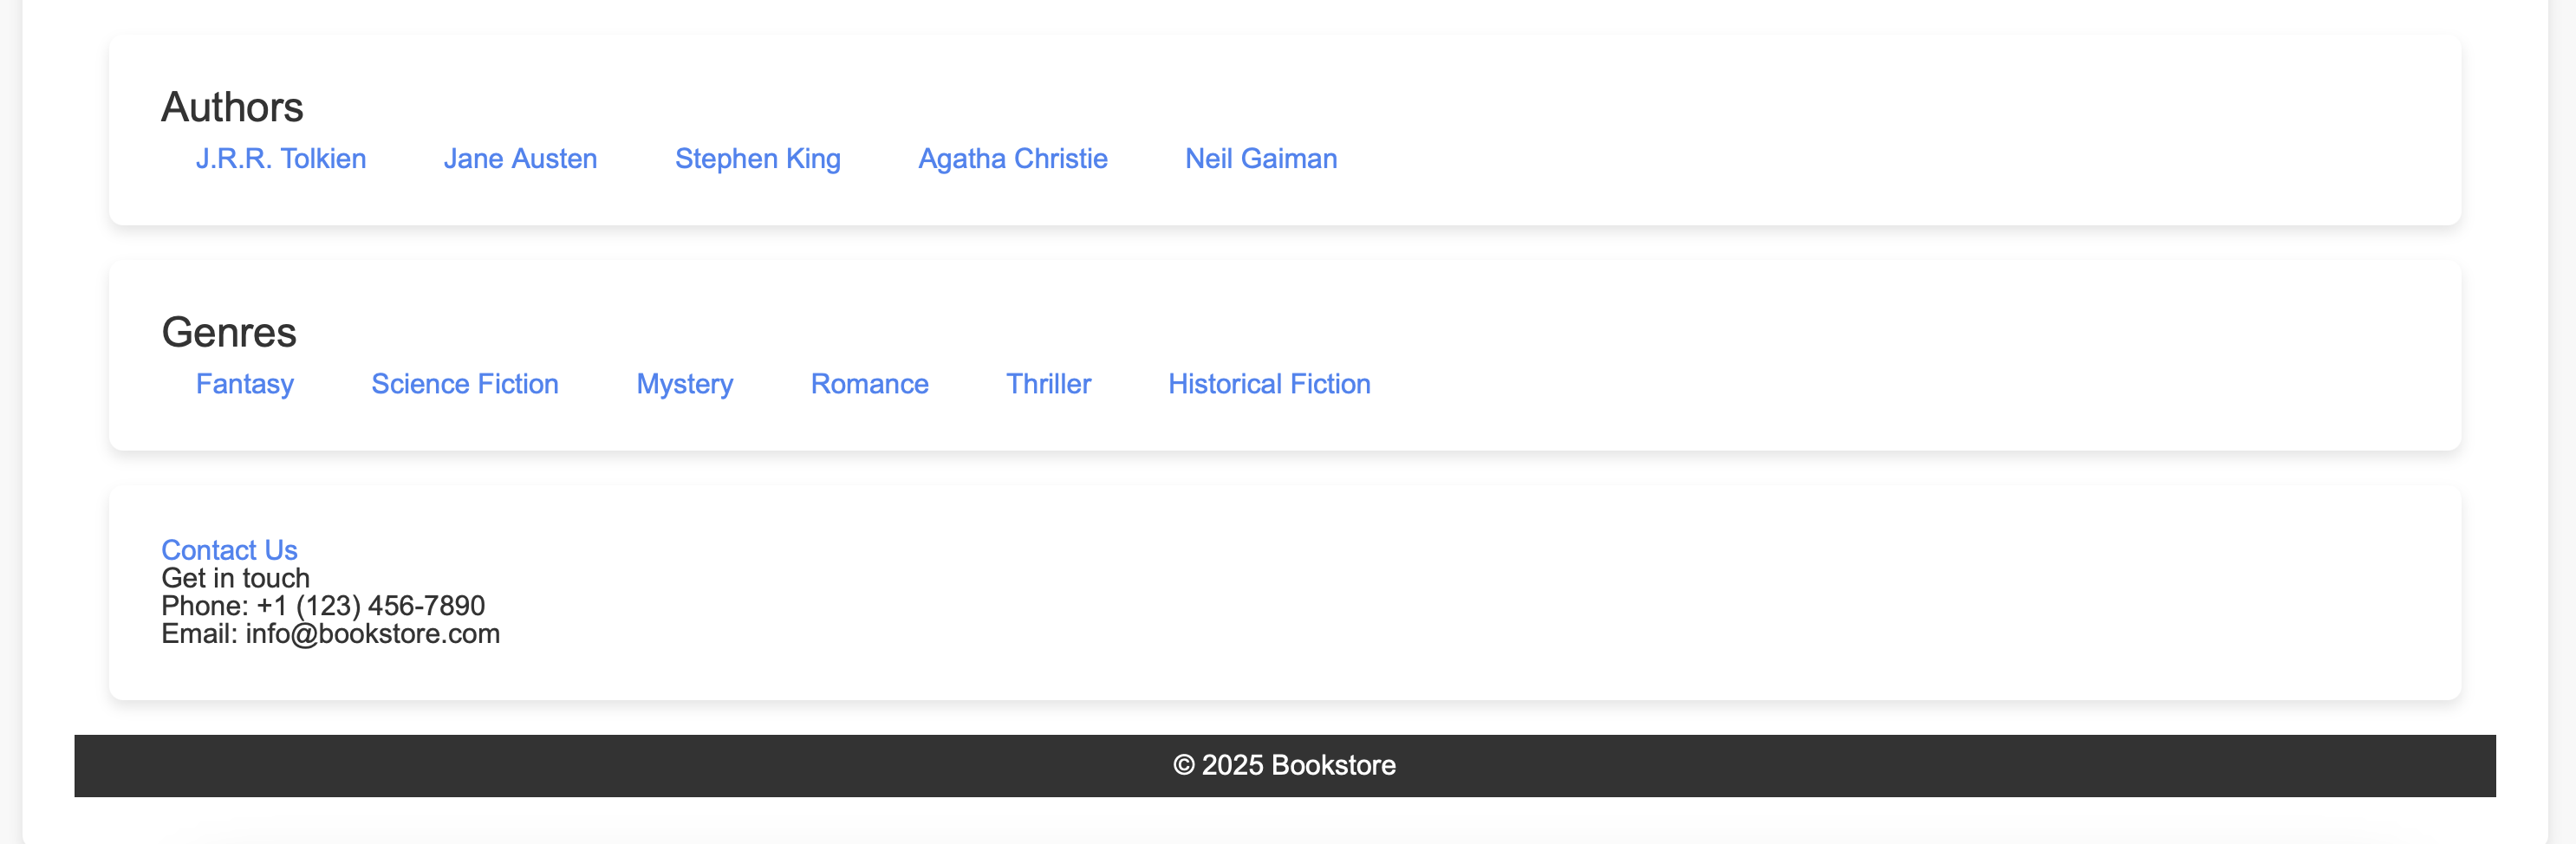 Authors
J.R.R. Tolkien Jane Austen Stephen King Agatha Christie Neil Gaiman
Genres
Fantasy Science Fiction Mystery Romance Thriller Historical Fiction
Contact Us
Get in touch
Phone: +1 (123) 456-7890
Email: info@bookstore.com
© 2025 Bookstore